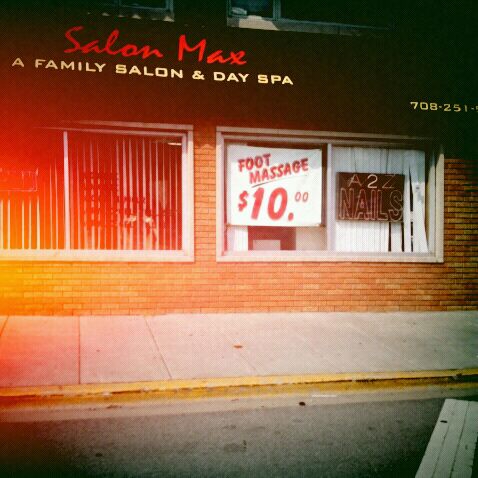 Salon Max
A FAMILY SALON & DAY SPA
708-251-
FOOT
MASSAGE
$10.00
A2Z
NAILS